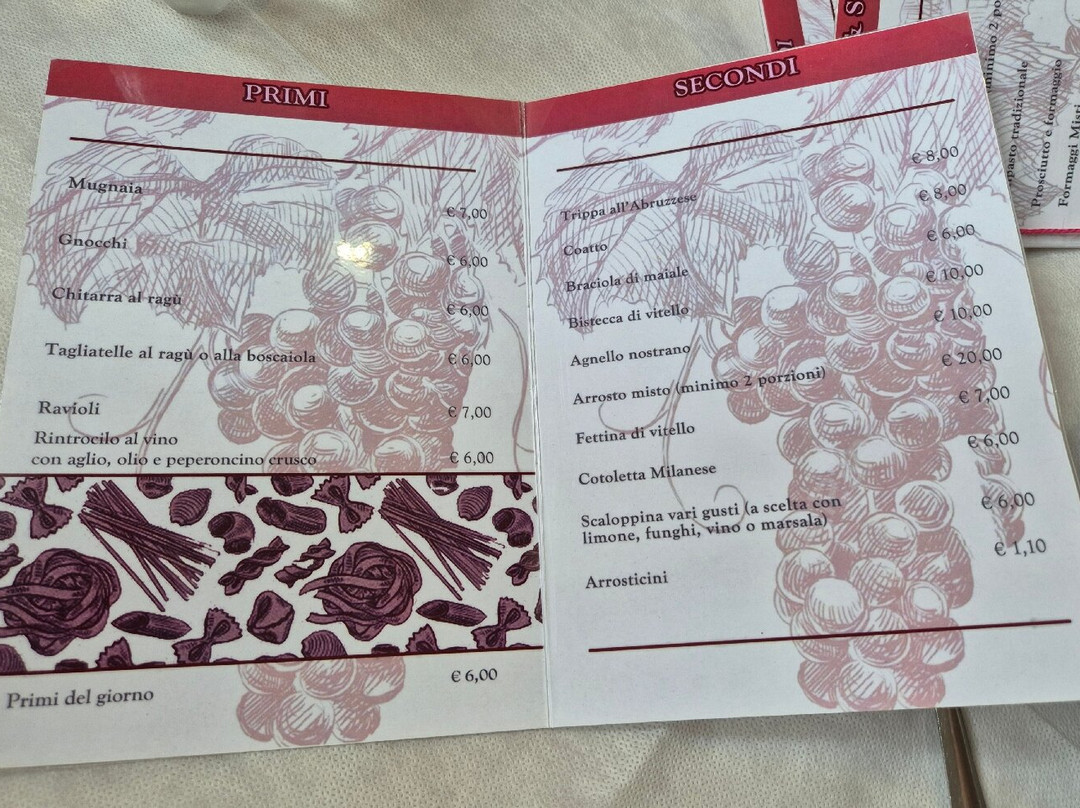 PRIMI
Mugnaia € 7,00
Gnocchi € 6,00
Chitarra al ragù € 6,00
Tagliatelle al ragù o alla boscaiola € 6,00
Ravioli € 7,00
Rintrocilo al vino
con aglio, olio e peperoncino crusco € 6,00
Primi del giorno € 6,00
SECONDI
Trippa all'Abruzzese € 8,00
Coatto € 8,00
Braciola di maiale € 6,00
Bistecca di vitello € 10,00
Agnello nostrano € 10,00
Arrosto misto (minimo 2 porzioni) € 20,00
Fettina di vitello € 7,00
Cotoletta Milanese € 6,00
Scaloppina vari gusti (a scelta con
limone, funghi, vino o marsala) € 6,00
Arrosticini € 1,10
tradizionale
minimo 2
Prosciutto e formaggio
Formaggi Misti